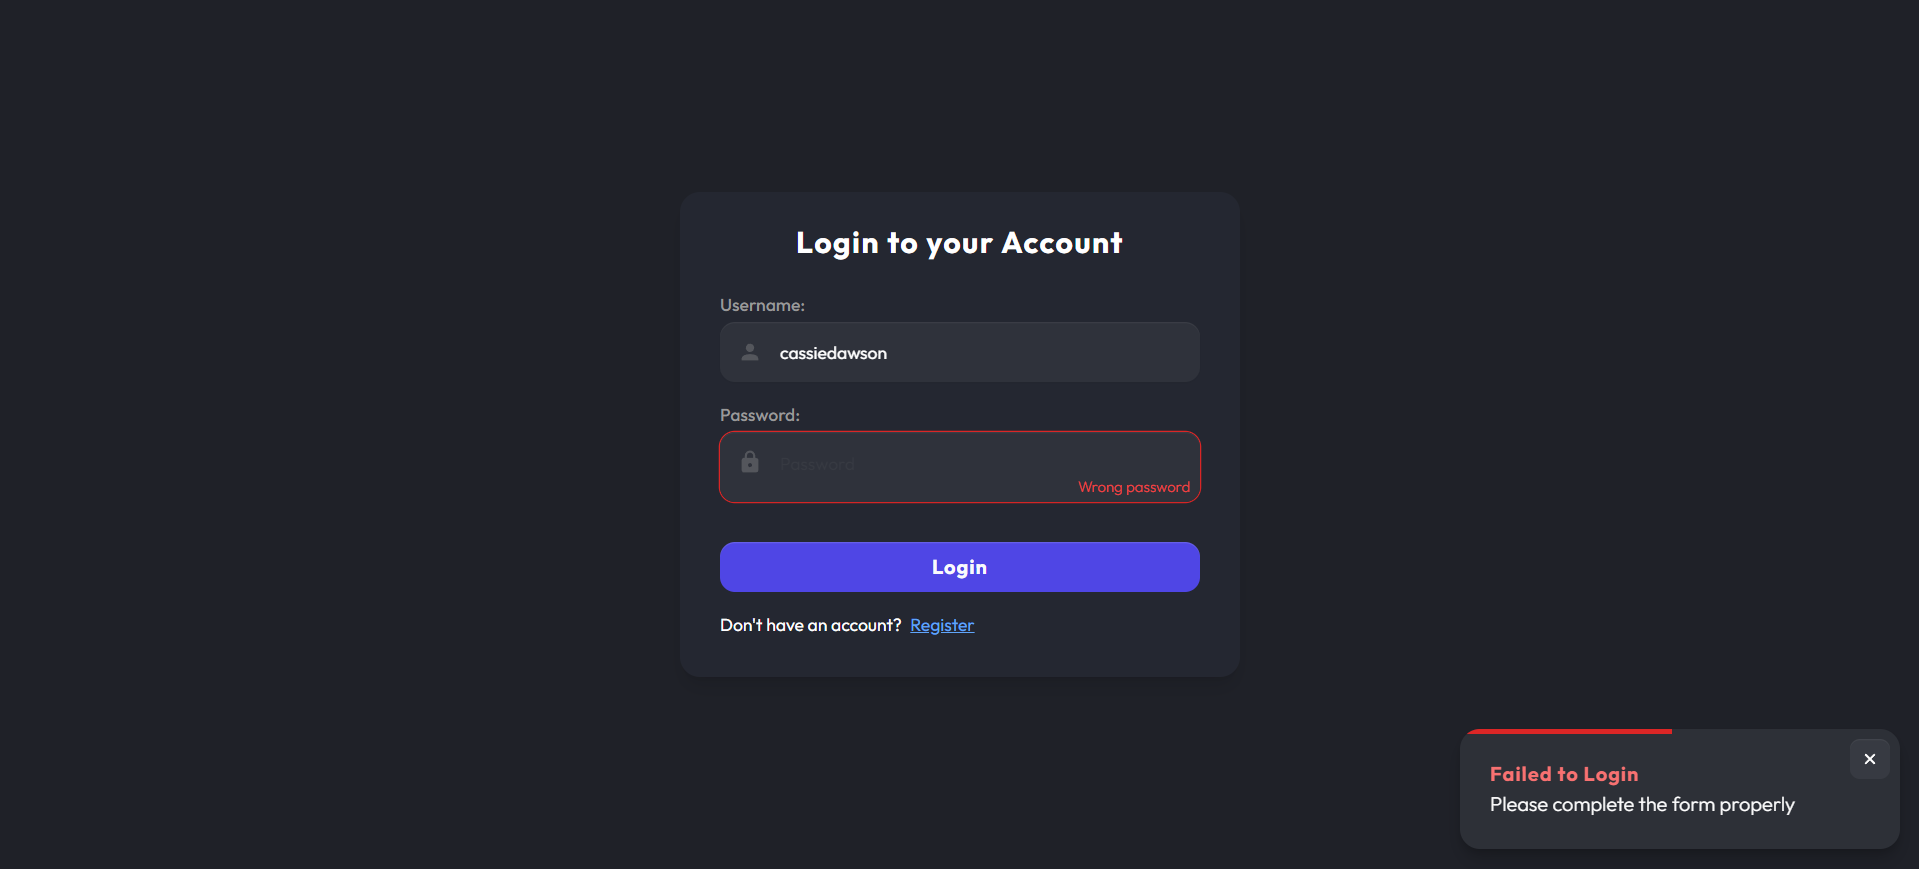 Login to your Account
Username:
cassiedawson
Password:
Password
Wrong password
Login
Don't have an account? Register
Failed to Login
Please complete the form properly